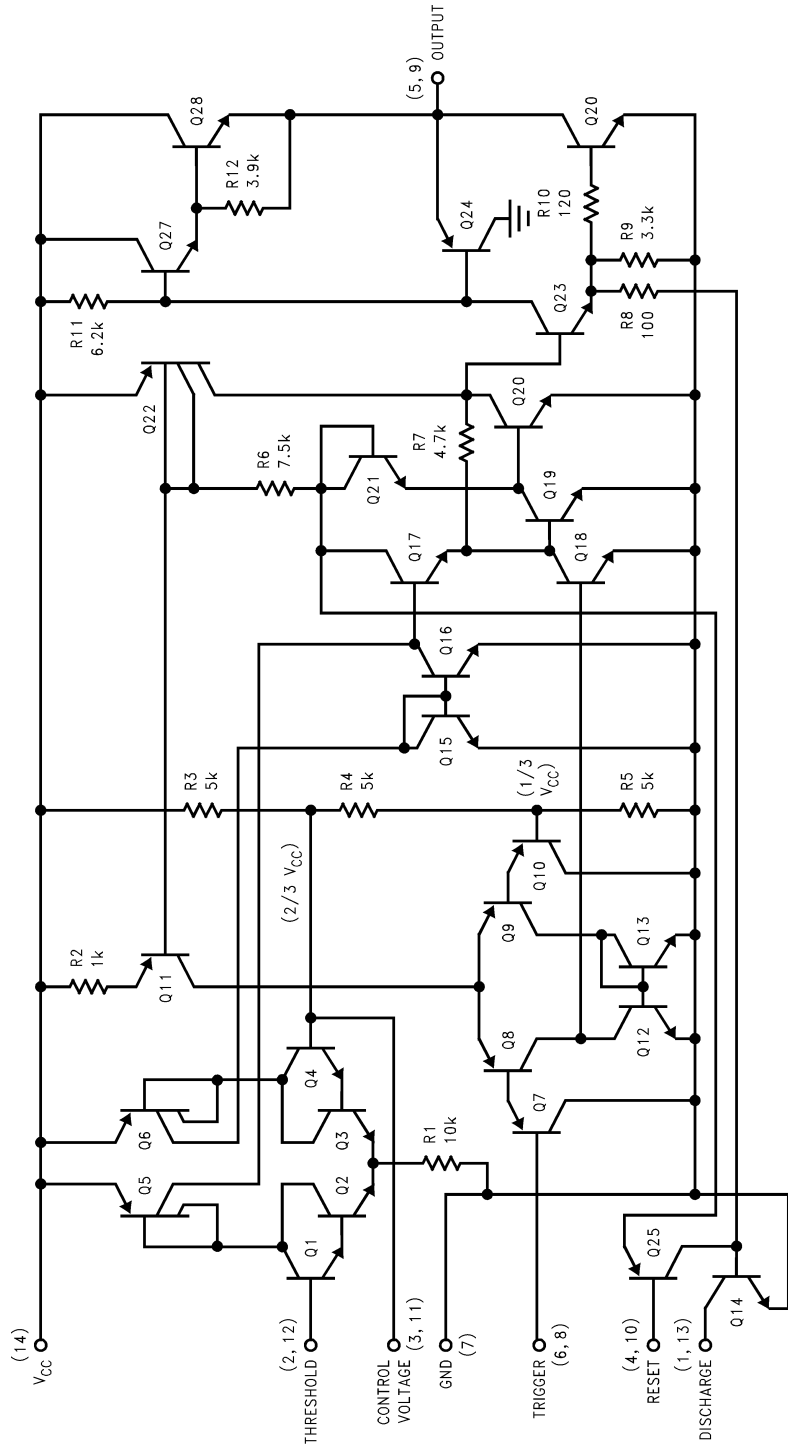 (14)
VCC
R2
1k
R3
5k
R11
6.2k
Q5
Q6
Q11
Q22
Q27
Q28
R12
3.9k
(2, 12)
THRESHOLD
Q1
Q4
Q2
Q3
(2/3 VCC)
R4
5k
R6
7.5k
Q21
CONTROL
VOLTAGE
(3, 11)
R1
10k
GND
(7)
Q15
Q16
Q17
R7
4.7k
Q24
(5, 9)
OUTPUT
TRIGGER
(6, 8)
Q7
Q8
Q9
Q10
(1/3
VCC)
Q18
Q19
Q20
Q23
R10
120
Q20
Q12
Q13
R5
5k
R8
100
R9
3.3k
(4, 10)
RESET
Q25
(1, 13)
DISCHARGE
Q14